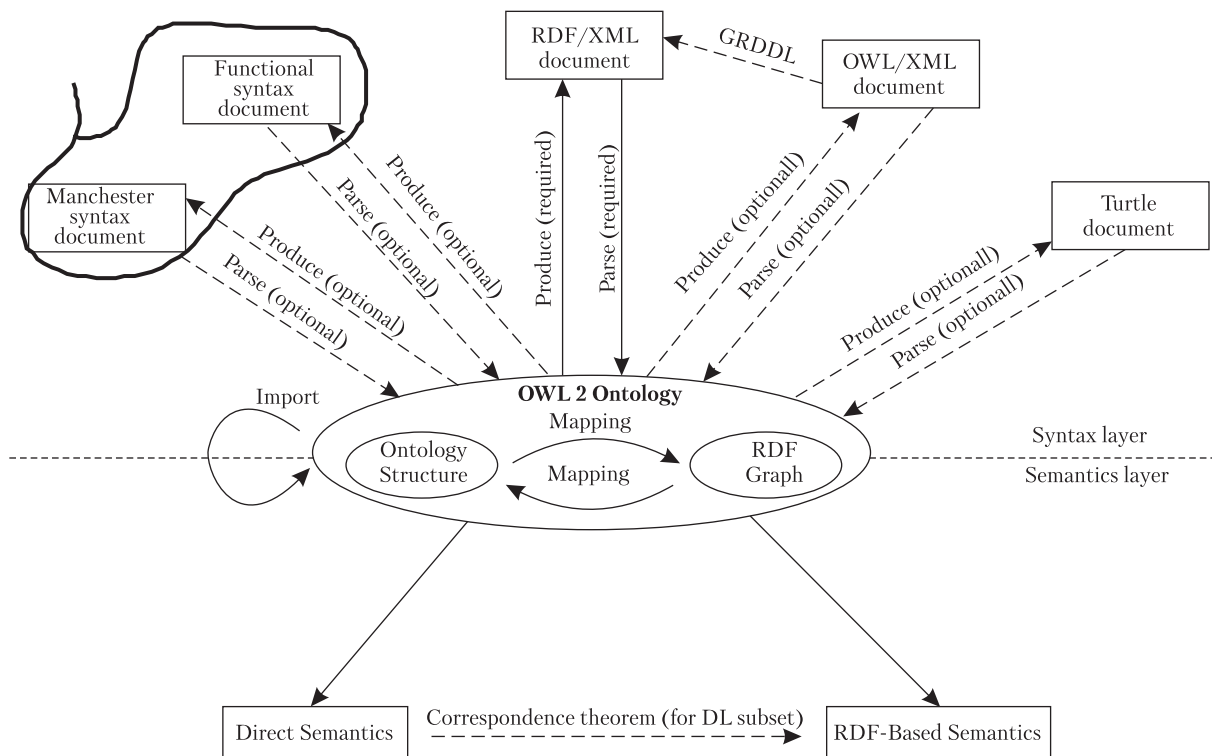 Functional
syntax
document
Manchester
syntax
document
RDF/XML
document
GRDDL
OWL/XML
document
Turtle
document
Parse (optional)
Produce (optional)
Parse (optional)
Produce (optional)
Produce (required)
Parse (required)
Produce (optionall)
Parse (optionall)
Produce (optionall)
Parse (optionall)
Import
OWL 2 Ontology
Mapping
Ontology
Structure
Mapping
RDF
Graph
Syntax layer
Semantics layer
Direct Semantics
Correspondence theorem (for DL subset)
RDF-Based Semantics